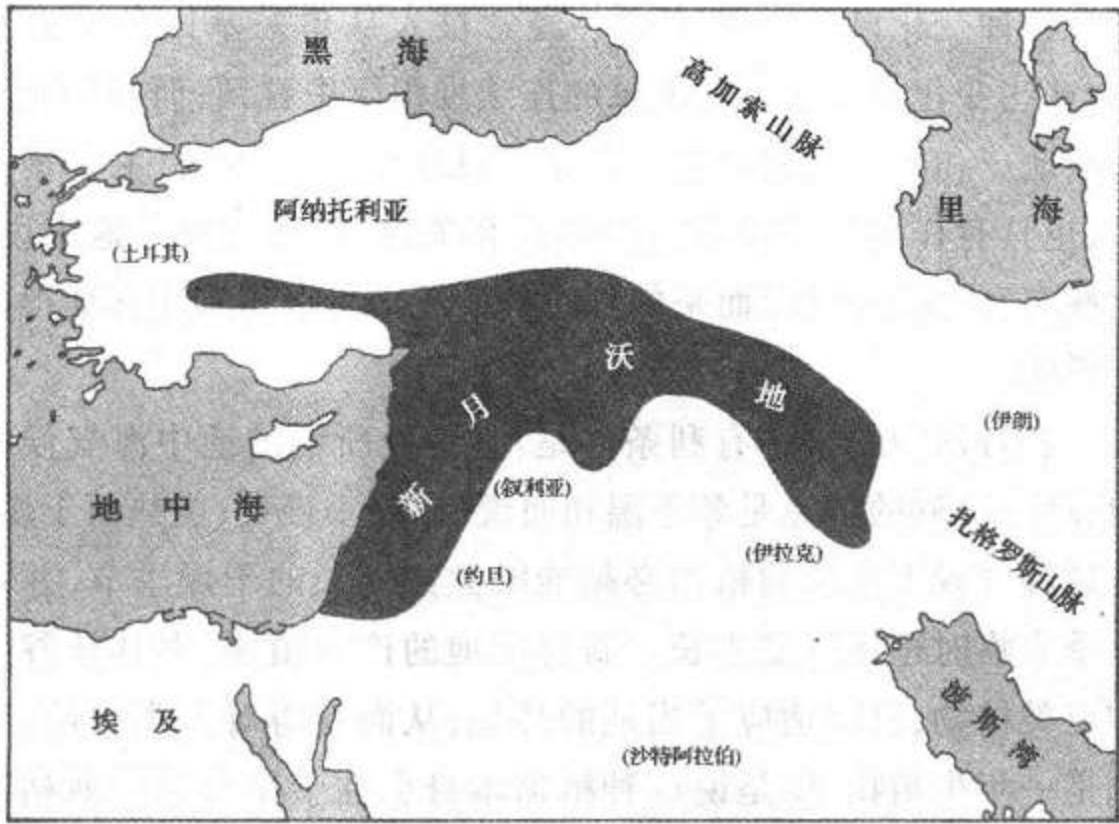 黑海
高加索山脉
里海
阿纳托利亚
(土耳其)
新月沃地
(伊朗)
地中海
(叙利亚)
(伊拉克)
(约旦)
扎格罗斯山脉
埃及
(沙特阿拉伯)
波斯湾